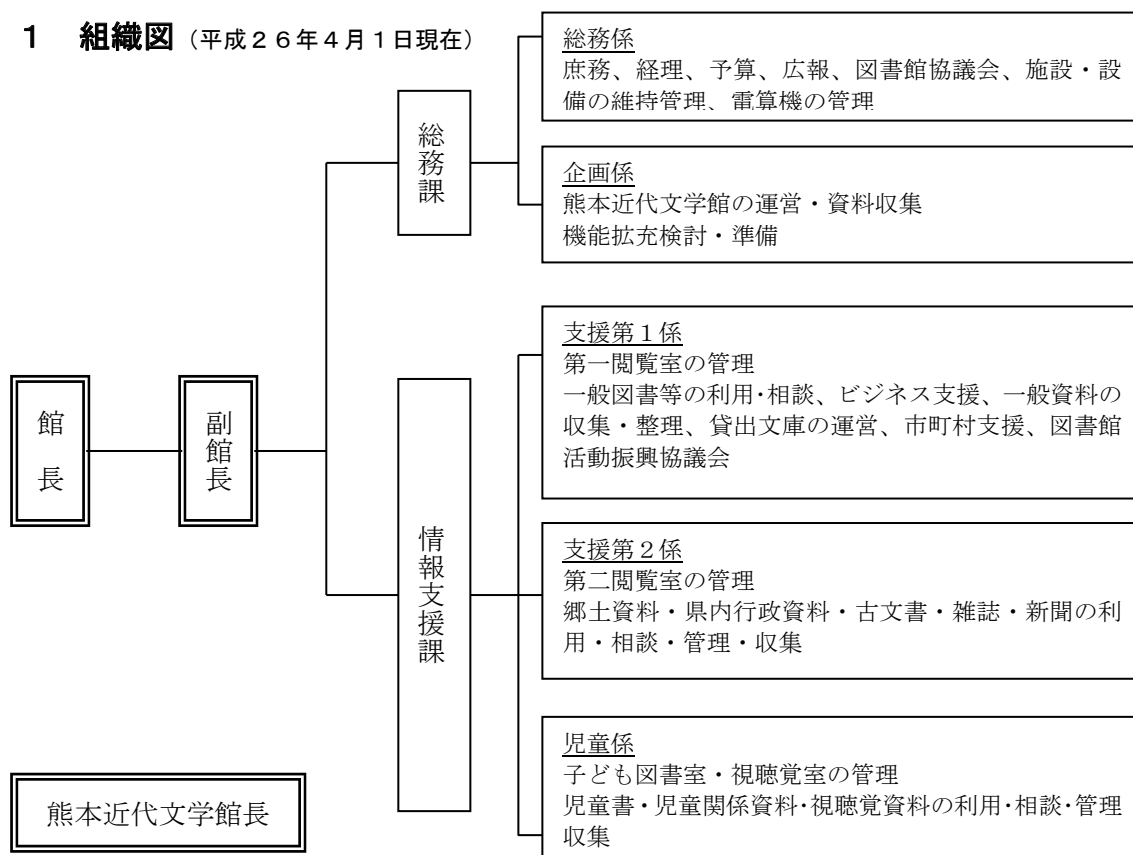 1 組織図（平成26年4月1日現在）
総務係
庶務、経理、予算、広報、図書館協議会、施設・設
備の維持管理、電算機の管理
総務課
企画係
熊本近代文学館の運営・資料収集
機能拡充検討・準備
支援第1係
第一閲覧室の管理
一般図書等の利用・相談、ビジネス支援、一般資料の
収集・整理、貸出文庫の運営、市町村支援、図書館
活動振興協議会
館長
副館長
情報支援課
支援第2係
第二閲覧室の管理
郷土資料・県内行政資料・古文書・雑誌・新聞の利
用・相談・管理・収集
児童係
子ども図書室・視聴覚室の管理
児童書・児童関係資料・視聴覚資料の利用・相談・管理
収集
熊本近代文学館長